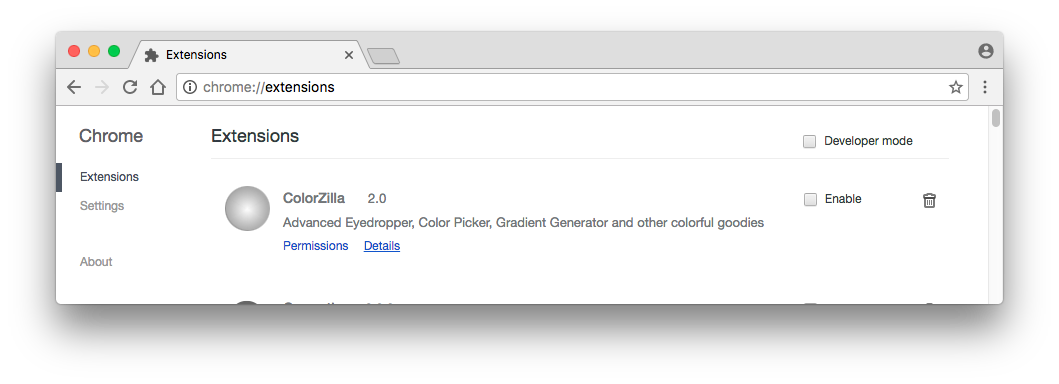 Extensions
chrome://extensions
Chrome
Extensions
Developer mode
Extensions
Settings
About
ColorZilla 2.0
Enable
Advanced Eyedropper, Color Picker, Gradient Generator and other colorful goodies
Permissions Details